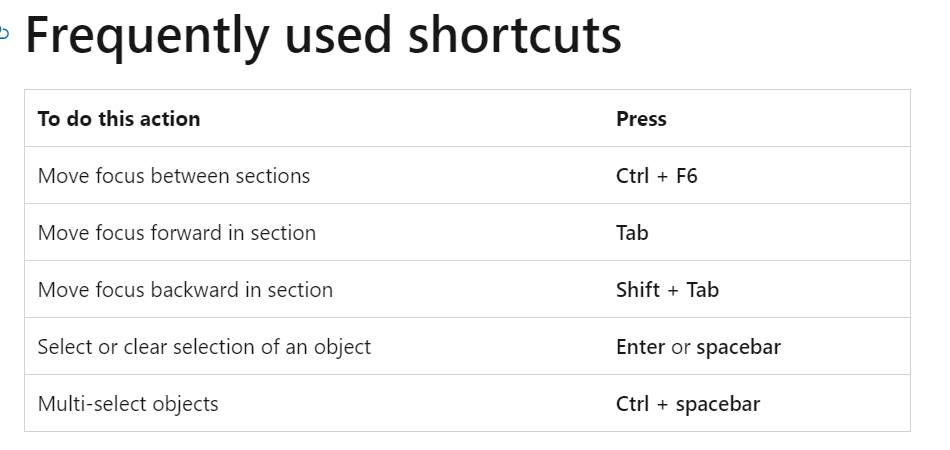 Frequently used shortcuts
To do this action Press
Move focus between sections Ctrl + F6
Move focus forward in section Tab
Move focus backward in section Shift + Tab
Select or clear selection of an object Enter or spacebar
Multi-select objects Ctrl + spacebar